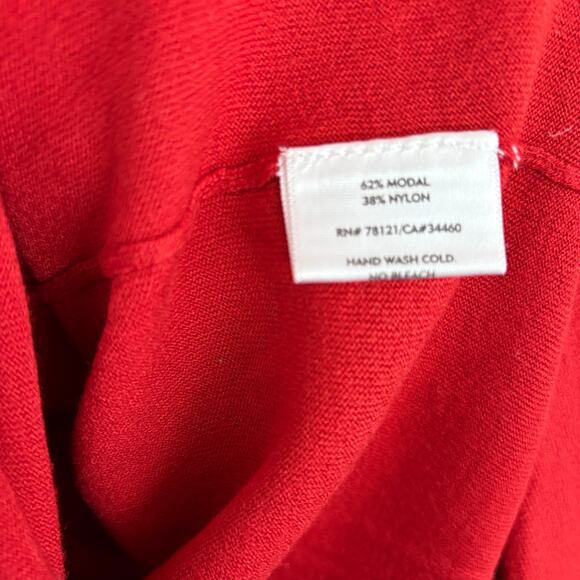 62% MODAL
38% NYLON
RN# 78121/CA#34460
HAND WASH COLD.
NO BLEACH